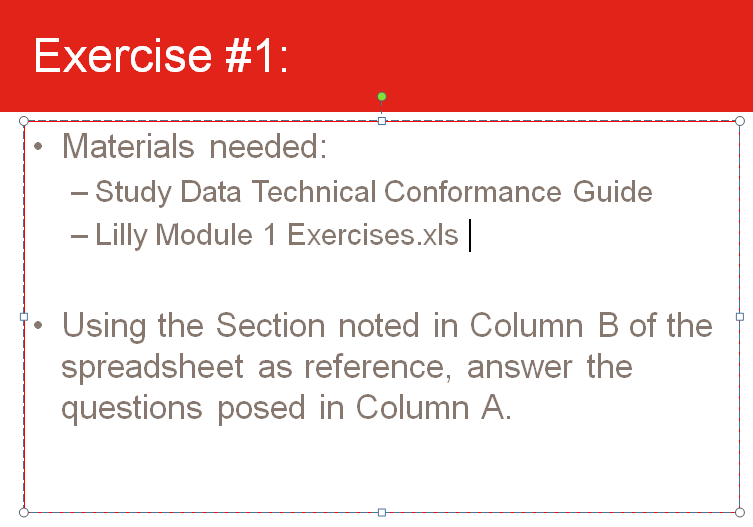 Exercise #1:
• Materials needed:
– Study Data Technical Conformance Guide
– Lilly Module 1 Exercises.xls
• Using the Section noted in Column B of the
spreadsheet as reference, answer the
questions posed in Column A.